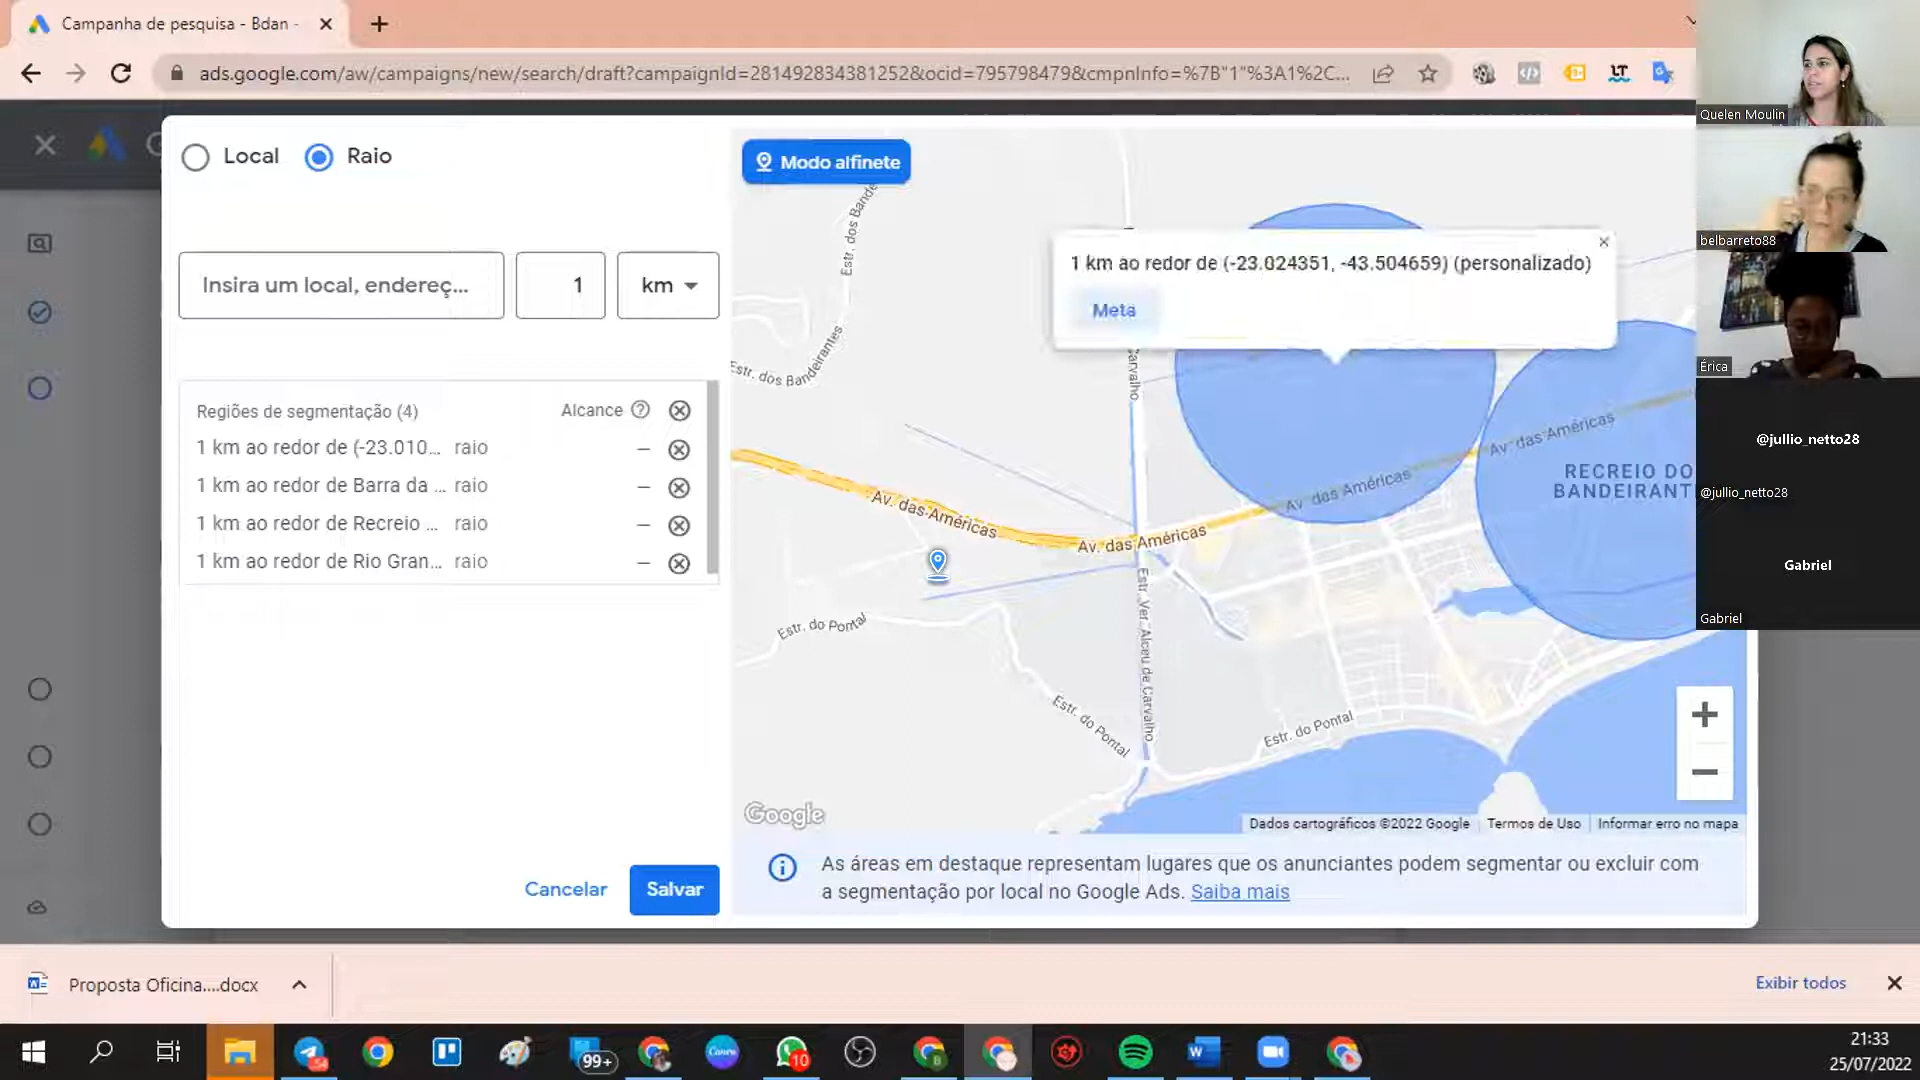 Campanha de pesquisa - Bdan -
ads.google.com/aw/campaigns/new/search/draft?campaignId=281492834381252&ocid=795798479&cmpnInfo=%7B"1"%3A1%2C...
Local
Raio
Insira um local, endereç...
1
km
Regiões de segmentação (4)
Alcance
1 km ao redor de (-23.010... raio
1 km ao redor de Barra da ... raio
1 km ao redor de Recreio ... raio
1 km ao redor de Rio Gran... raio
Cancelar
Salvar
Modo alfinete
1 km ao redor de (-23.024351, -43.504659) (personalizado)
Meta
Estr. dos Bande
Estr. dos Bandeirantes
Carvalho
Av. das Américas
Av. das Américas
Av. das Américas
Av. das Américas
RECREIO DO
BANDEIRANT
Estr. do Pontal
Estr. do Pontal
Estr. do Pontal
Estr. Ver. Alceu de Carvalho
Google
Dados cartográficos ©2022 Google
Termos de Uso
Informar erro no mapa
As áreas em destaque representam lugares que os anunciantes podem segmentar ou excluir com
a segmentação por local no Google Ads. Saiba mais
Quelen Moulin
belbarreto88
Érica
@jullio_netto28
@jullio_netto28
Gabriel
Gabriel
Proposta Oficina....docx
Exibir todos
99+
Canva
10
21:33
25/07/2022